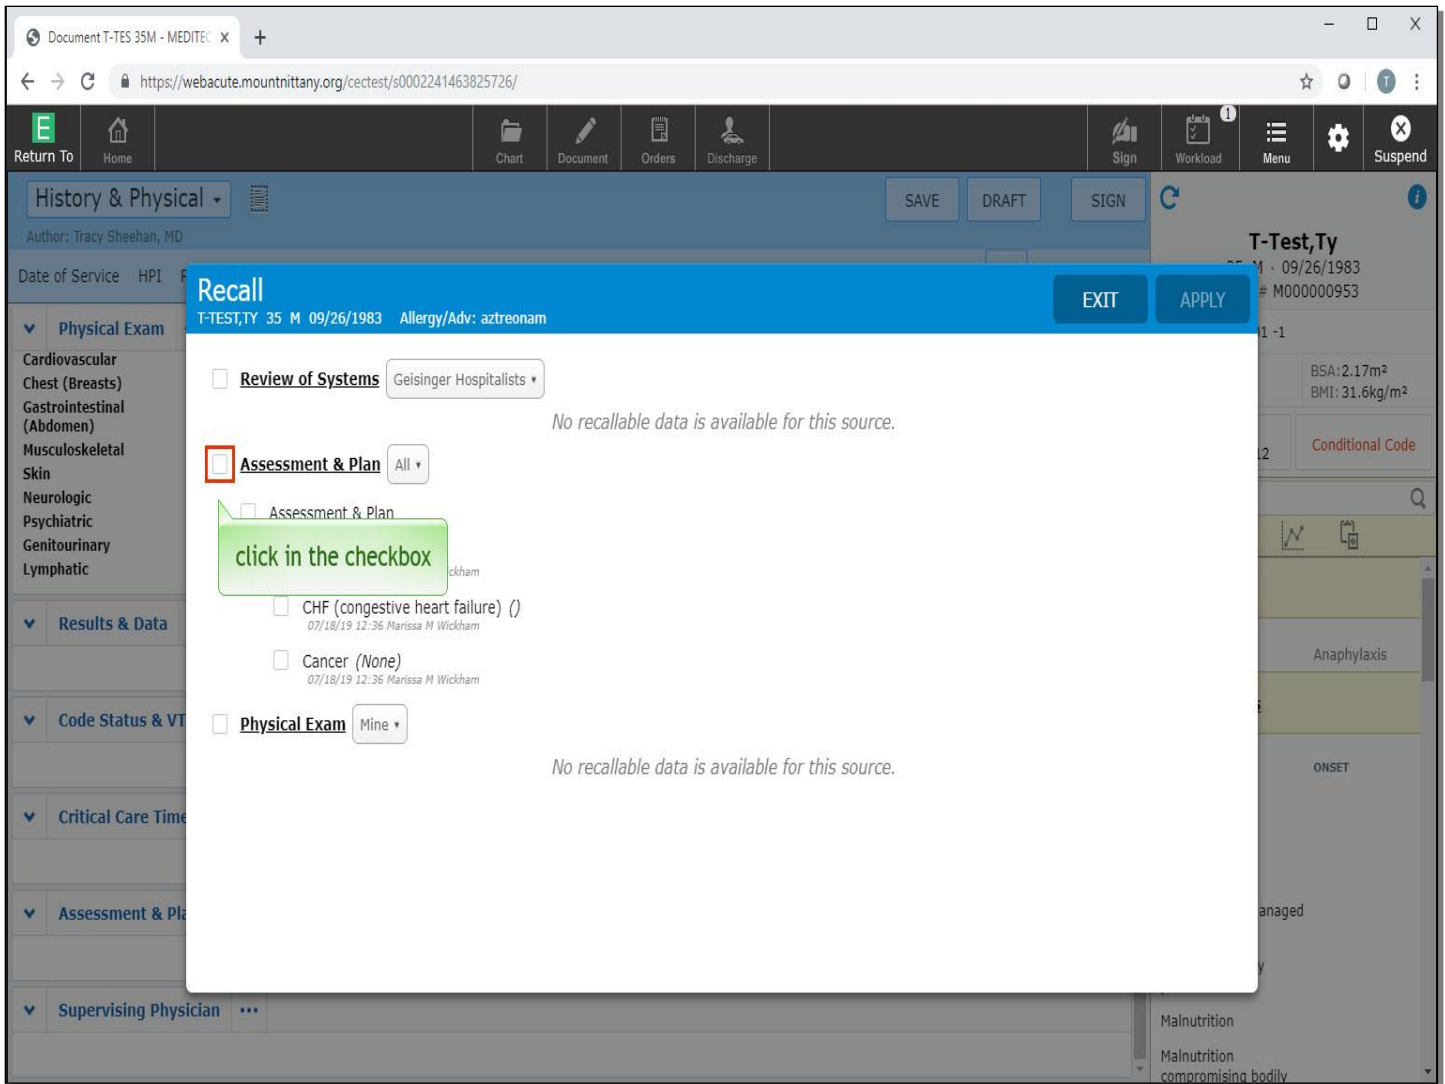 Document T-TES 35M - MEDITEC
https://webacute.mountnittany.org/cectest/s0002241463825726/
T
E
Return To
Home
Chart
Document
Orders
Discharge
Sign
1
Workload
Menu
Suspend
History & Physical
SAVE
DRAFT
SIGN
Author: Tracy Sheehan, MD
T-Test,Ty
M · 09/26/1983
# M000000953
Date of Service HPI
Recall
T-TEST,TY 35 M 09/26/1983 Allergy/Adv: aztreonam
EXIT
APPLY
Physical Exam
Cardiovascular
Chest (Breasts)
Gastrointestinal
(Abdomen)
Musculoskeletal
Skin
Neurologic
Psychiatric
Genitourinary
Lymphatic
Results & Data
Code Status & VT
Critical Care Time
Assessment & Pla
Supervising Physician •••
Review of Systems Geisinger Hospitalists
No recallable data is available for this source.
Assessment & Plan All
Assessment & Plan
click in the checkbox
ckham
CHF (congestive heart failure) ()
07/18/19 12:36 Marissa M Wickham
Cancer (None)
07/18/19 12:36 Marissa M Wickham
Physical Exam Mine
No recallable data is available for this source.
1 -1
BSA:2.17m²
BMI:31.6kg/m²
12
Conditional Code
Anaphylaxis
ONSET
anaged
y
Malnutrition
Malnutrition
compromising bodily